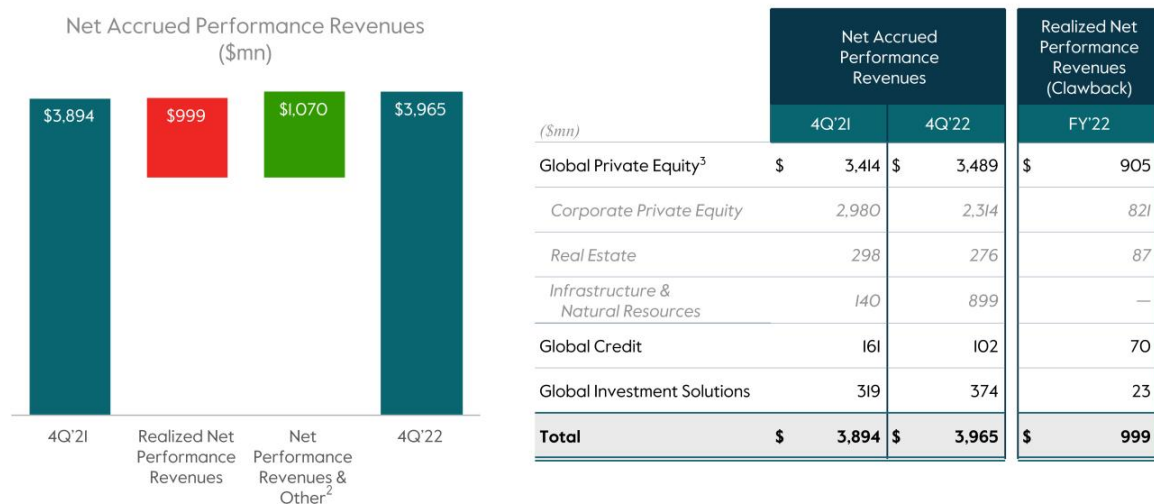 Net Accrued Performance Revenues
($mn)
$3,894
$999
$1,070
$3,965
4Q'21
Realized Net
Performance
Revenues
Net
Performance
Revenues &
Other2
4Q'22
Net Accrued
Performance
Revenues
Realized Net
Performance
Revenues
(Clawback)
($mn) 4Q'21 4Q'22 FY'22
Global Private Equity3 $ 3,414 $ 3,489 $ 905
Corporate Private Equity 2,980 2,314 821
Real Estate 298 276 87
Infrastructure &
Natural Resources 140 899 —
Global Credit 161 102 70
Global Investment Solutions 319 374 23
Total $ 3,894 $ 3,965 $ 999